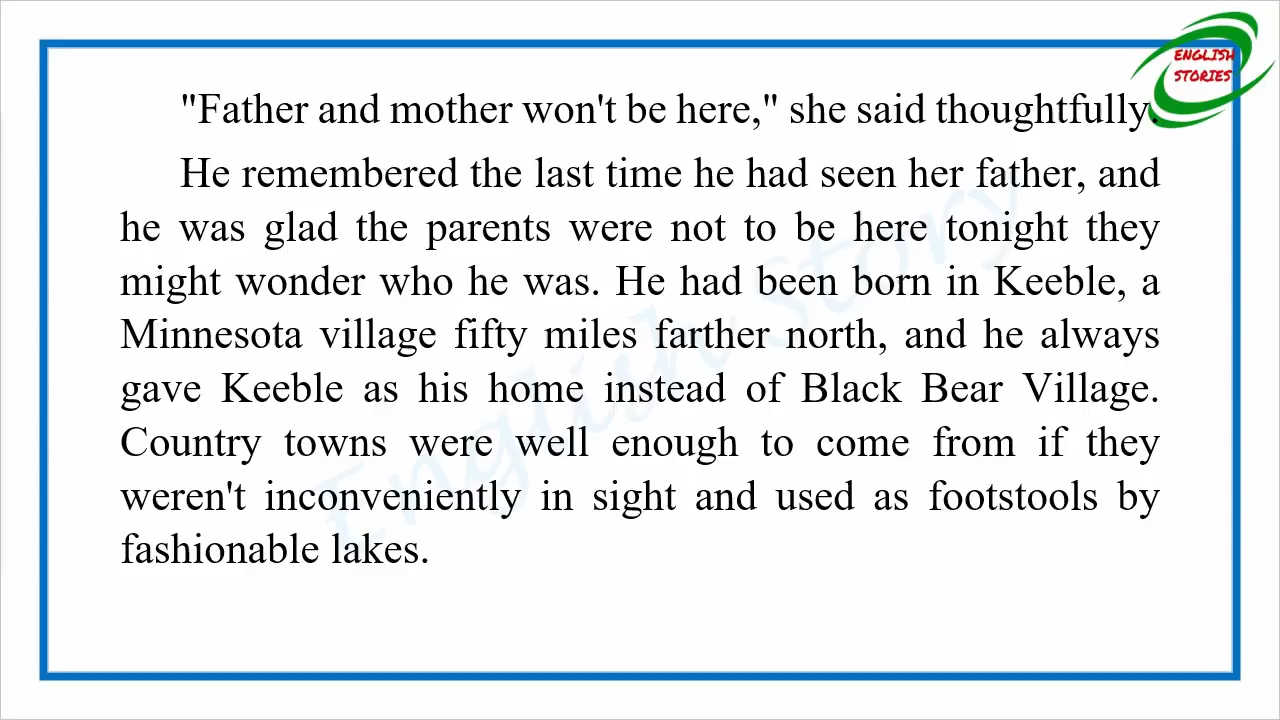 ENGLISH
STORIES
"Father and mother won't be here," she said thoughtfully.
He remembered the last time he had seen her father, and
he was glad the parents were not to be here tonight they
might wonder who he was. He had been born in Keeble, a
Minnesota village fifty miles farther north, and he always
gave Keeble as his home instead of Black Bear Village.
Country towns were well enough to come from if they
weren't inconveniently in sight and used as footstools by
fashionable lakes.
English Story